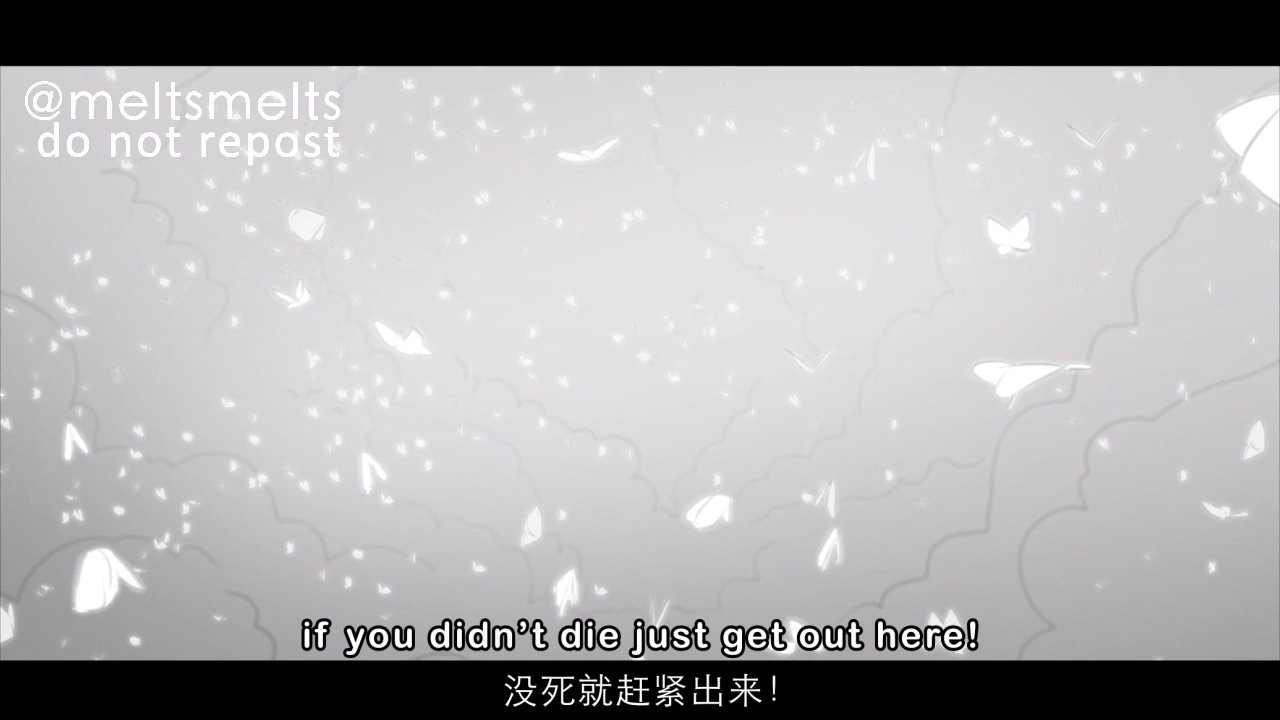 @meltsmelts
do not repost
if you didn't die just get out here!
没死就赶紧出来！